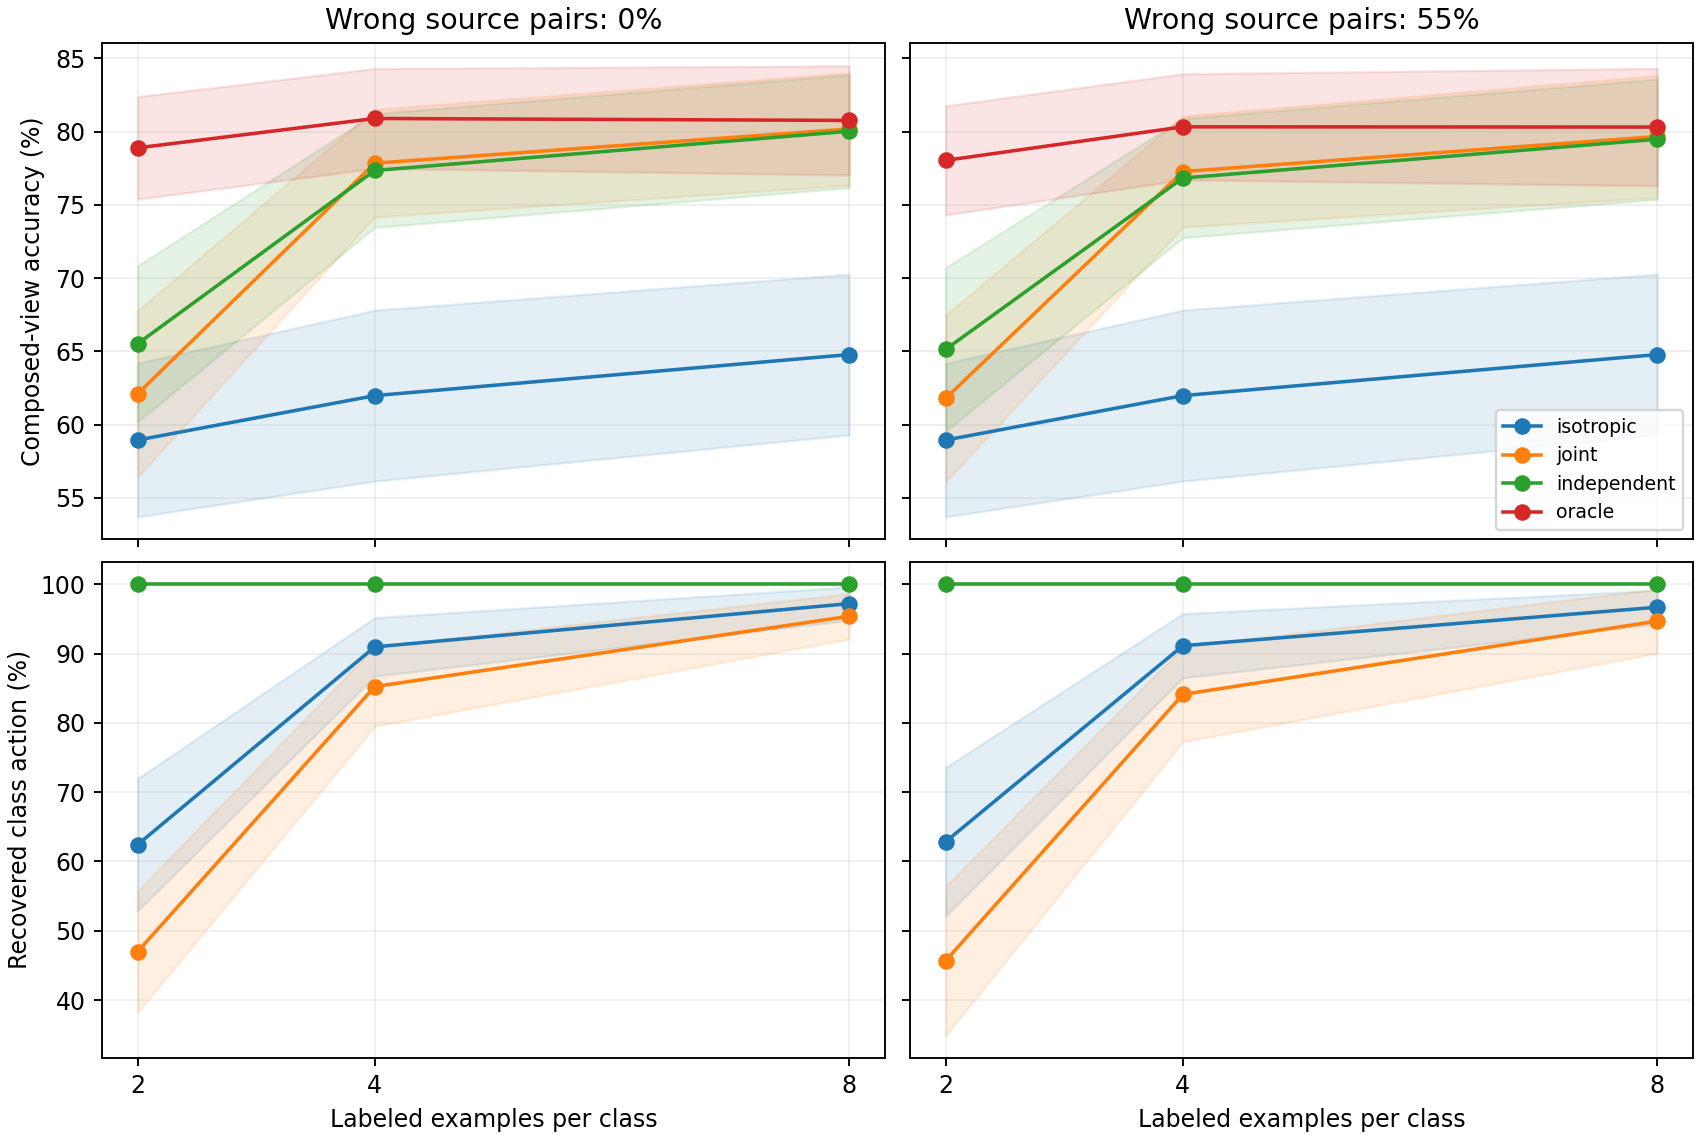 Wrong source pairs: 0%
Wrong source pairs: 55%
Composed-view accuracy (%)
85
80
75
70
65
60
55
isotropic
joint
independent
oracle
Recovered class action (%)
100
90
80
70
60
50
40
2 4 8
2 4 8
Labeled examples per class
Labeled examples per class